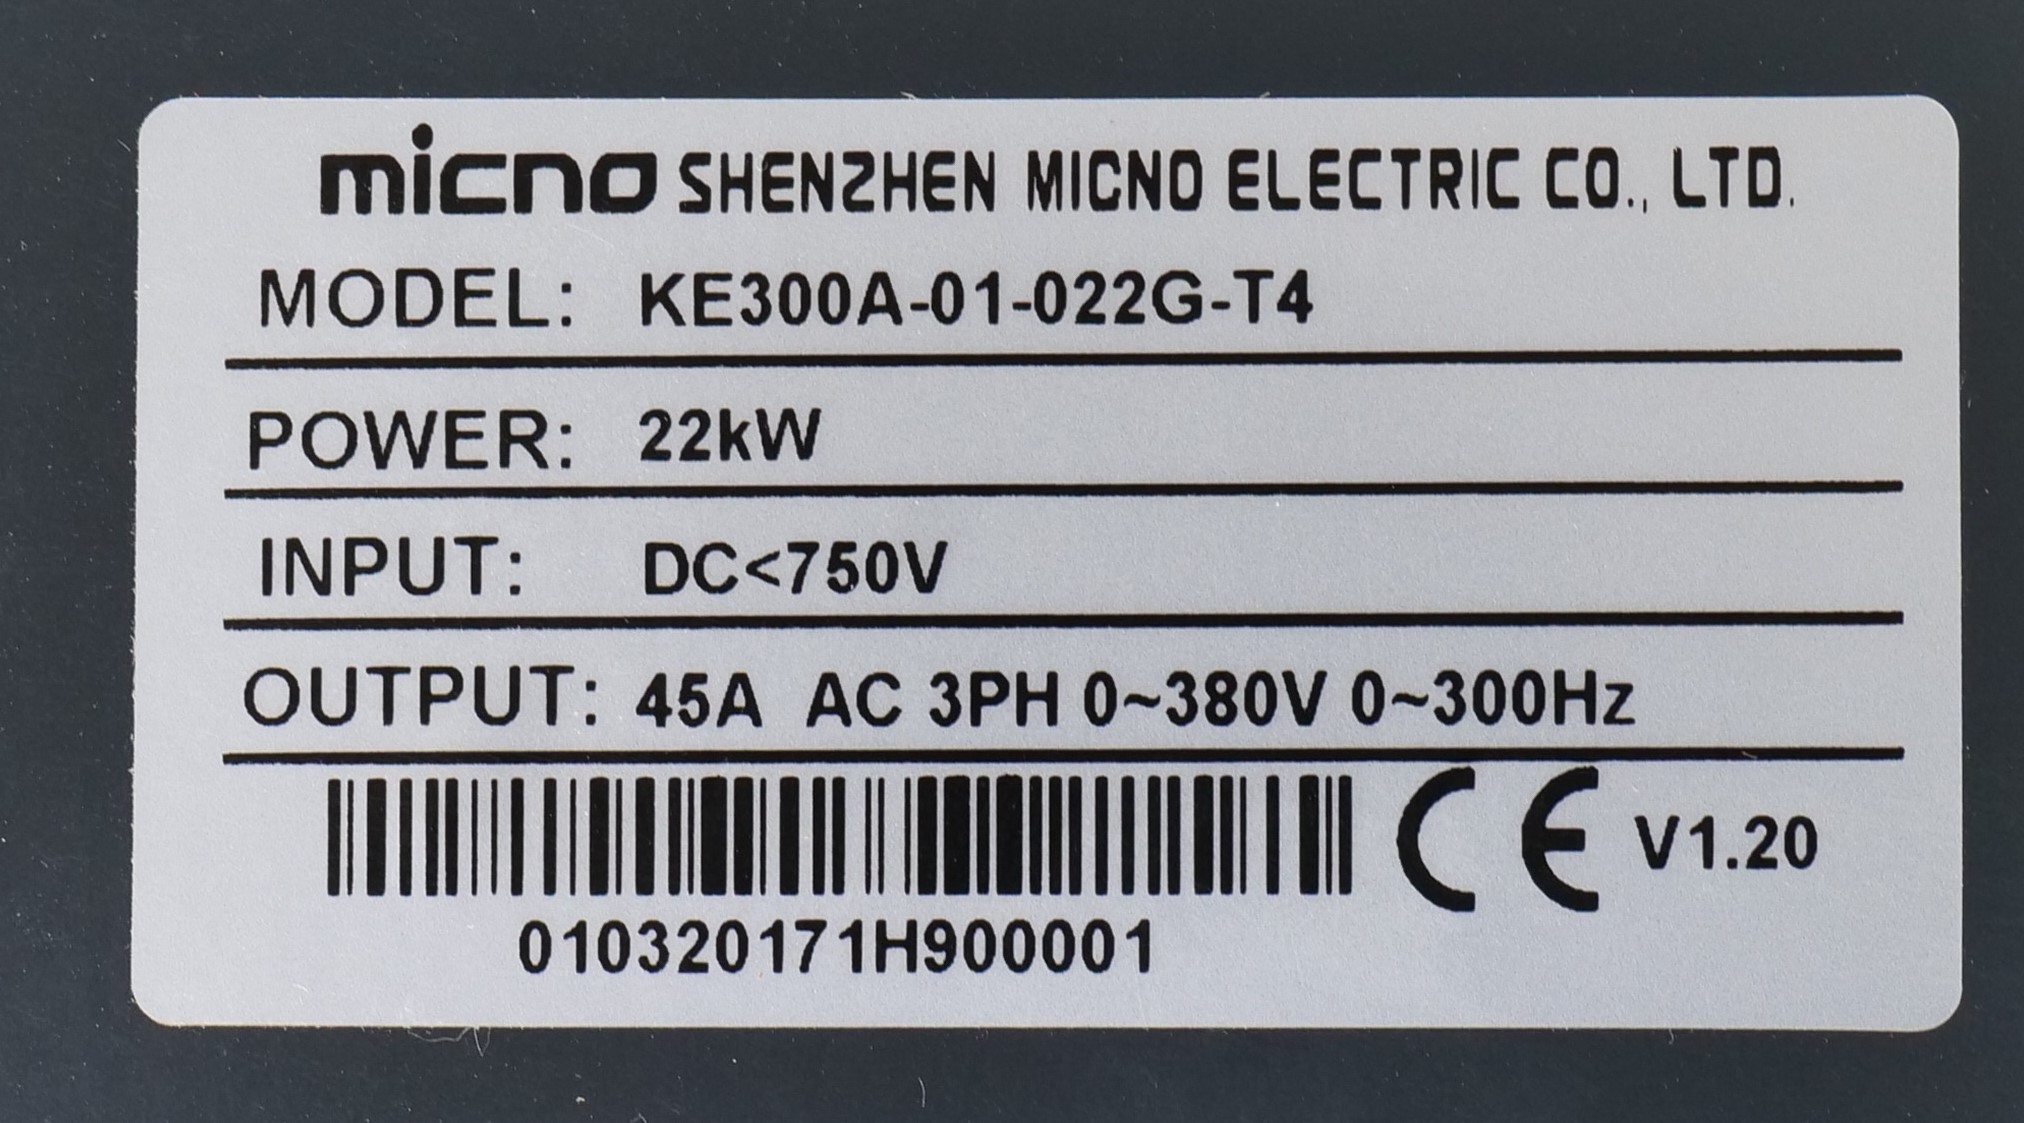 micno SHENZHEN MICNO ELECTRIC CO., LTD.
MODEL: KE300A-01-022G-T4
POWER: 22kW
INPUT: DC<750V
OUTPUT: 45A AC 3PH 0~380V 0~300Hz
CE V1.20
010320171H900001